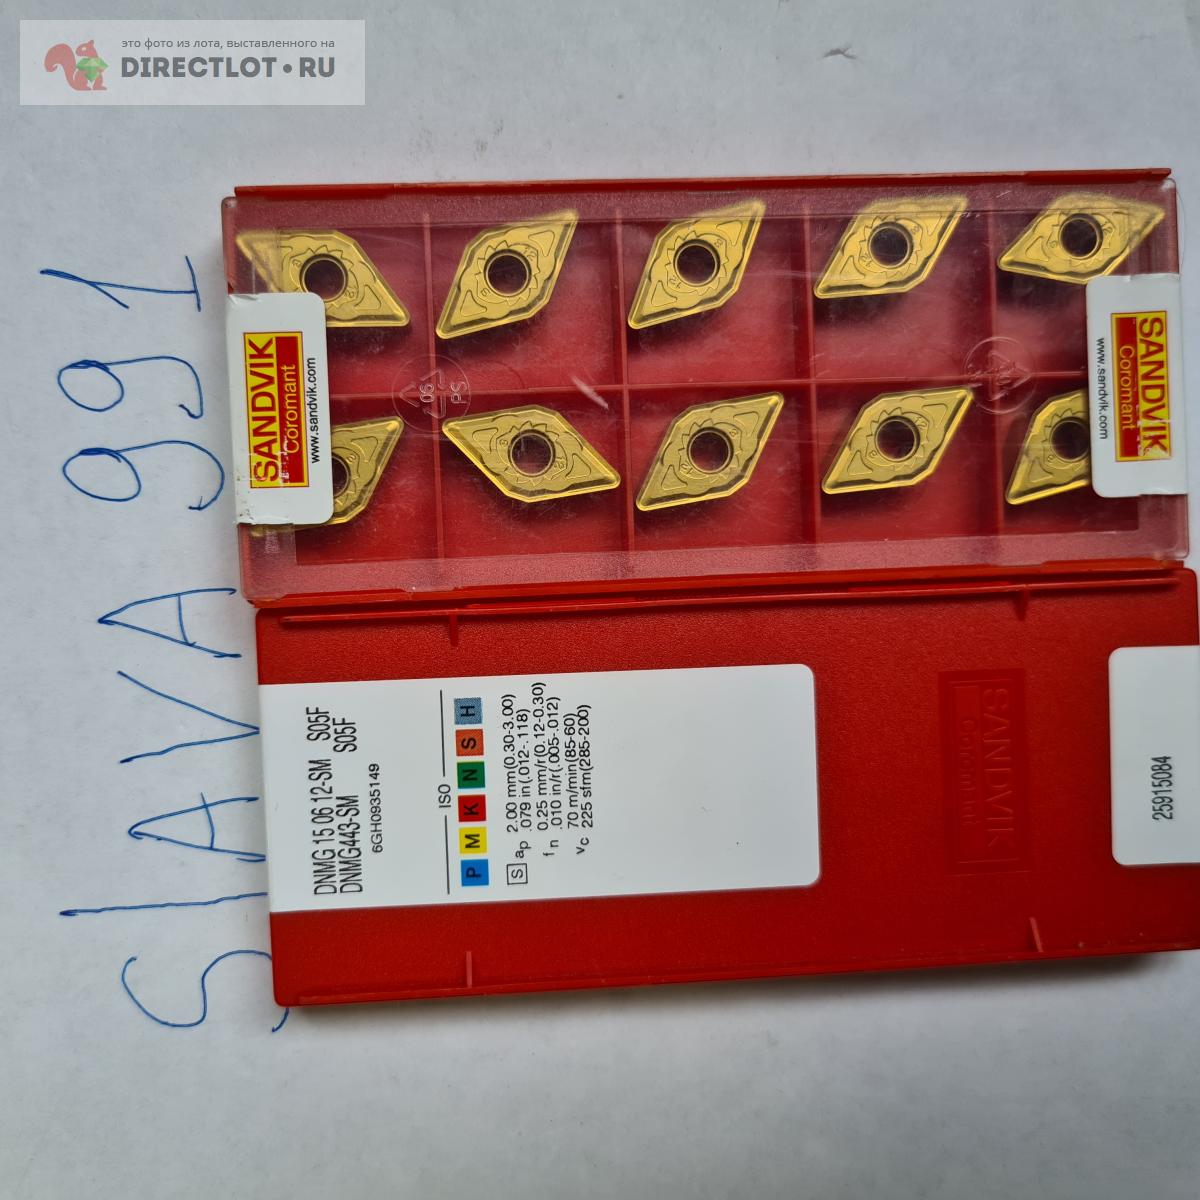 это фото из лота, выставленного на
DIRECTLOT•RU
SLAVA 991
SANDVIK
Coromant
www.sandvik.com
SANDVIK
Coromant
www.sandvik.com
06
PS
DNMG 15 06 12-SM S05F
DNMG443-SM S05F
6GH0935149
ISO
P M K N S H
S ap 2.00 mm(0.30-3.00)
.079 in(.012-.118)
fn 0.25 mm/r(0.12-0.30)
.010 in/r(.005-.012)
vc 70 m/min(85-60)
225 sfm(285-200)
SANDVIK
Coromant
25915084